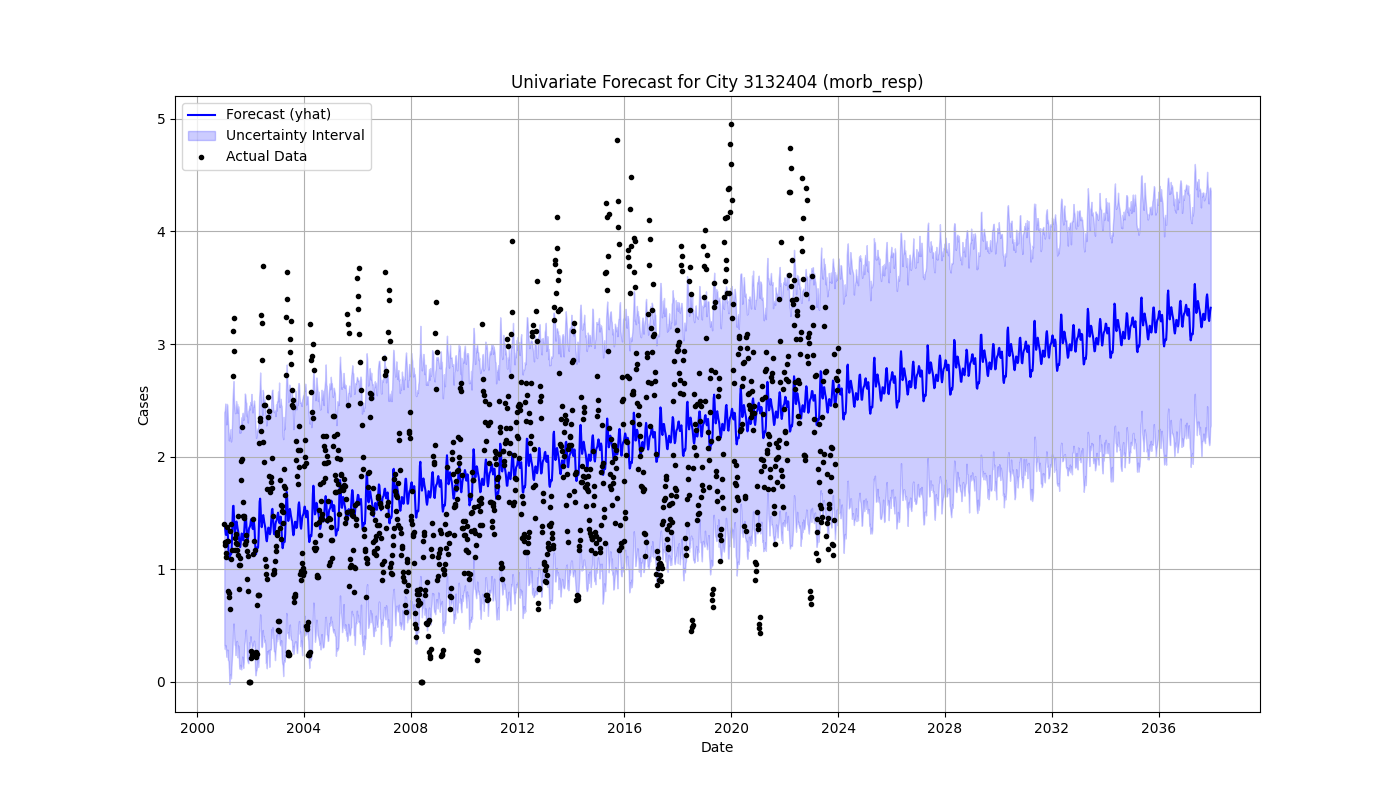 Univariate Forecast for City 3132404 (morb_resp)
Forecast (yhat)
Uncertainty Interval
Actual Data
Cases
5
4
3
2
1
0
2000 2004 2008 2012 2016 2020 2024 2028 2032 2036
Date